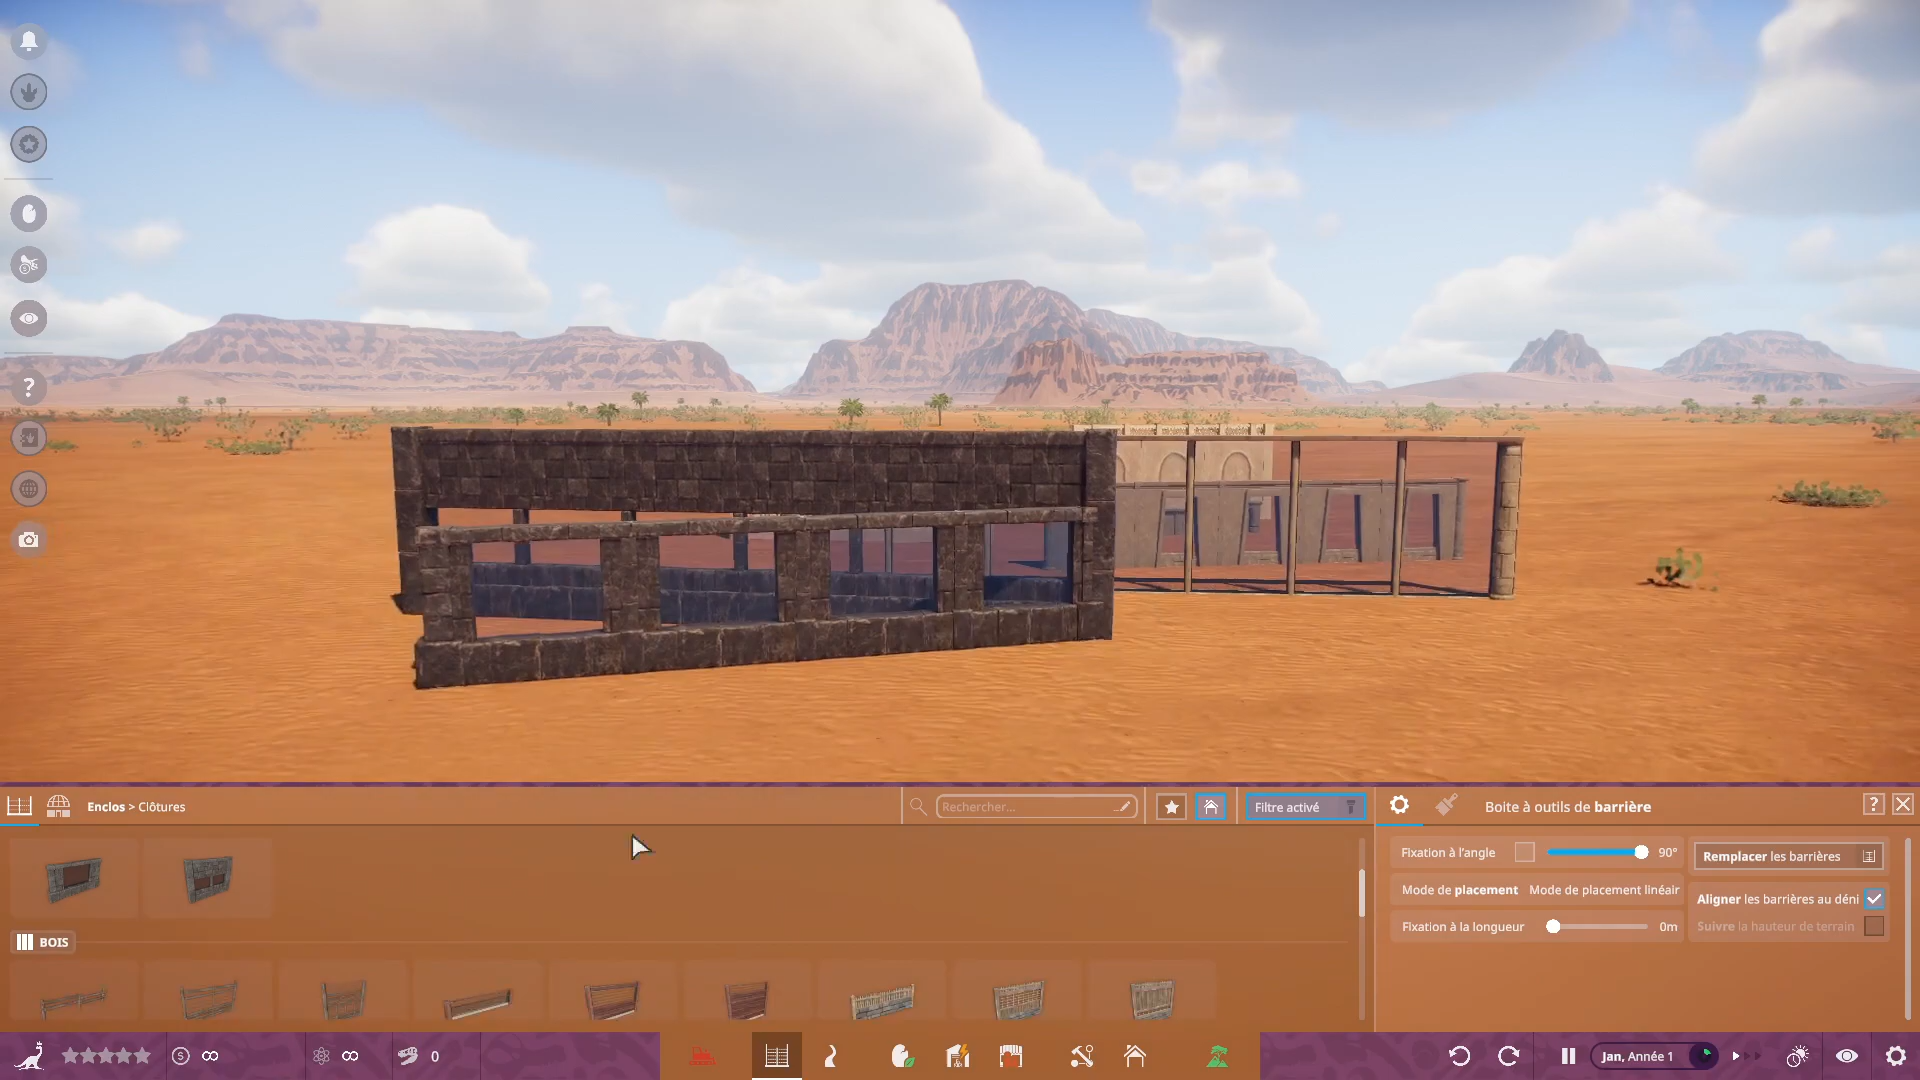 Enclos > Clôtures
Rechercher...
Filtre activé
Boite à outils de barrière
?
Fixation à l'angle
90°
Remplacer les barrières
Mode de placement
Mode de placement linéair
Aligner les barrières au déni
Fixation à la longueur
0m
Suivre la hauteur de terrain
BOIS
?
∞
∞
0
Jan, Année 1